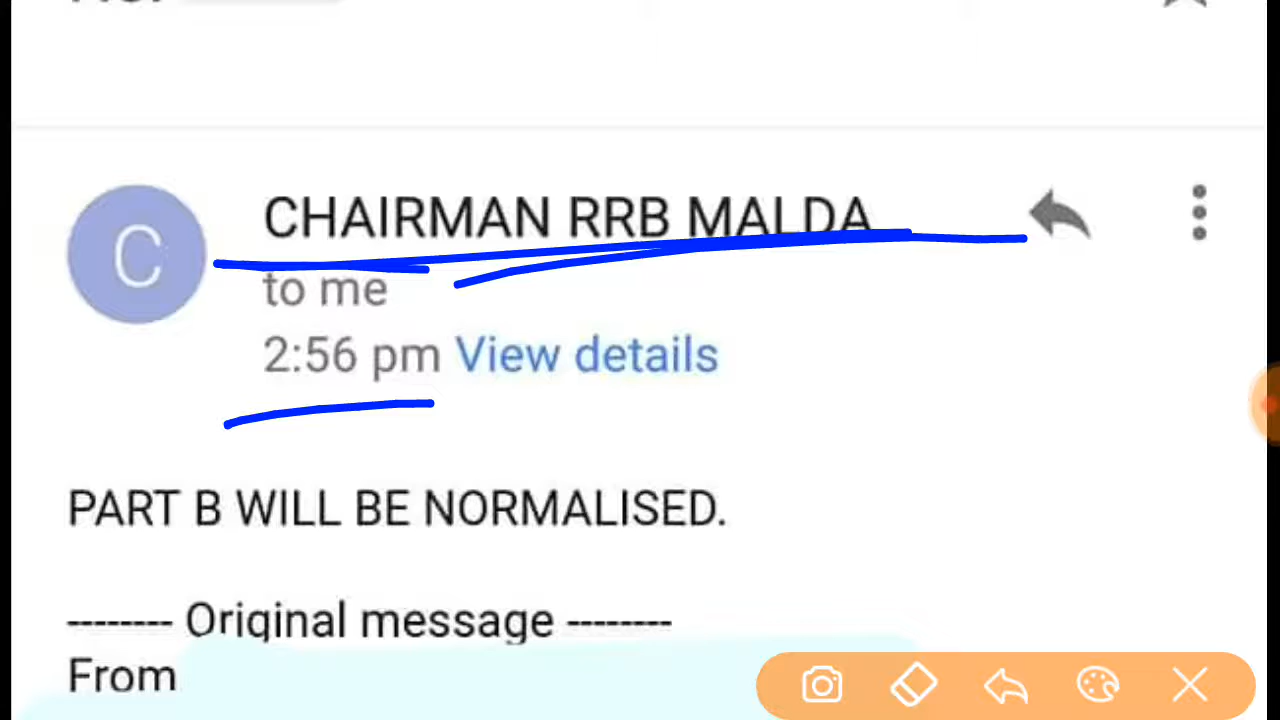 C
CHAIRMAN RRB MALDA
to me
2:56 pm View details
PART B WILL BE NORMALISED.
-------- Original message --------
From